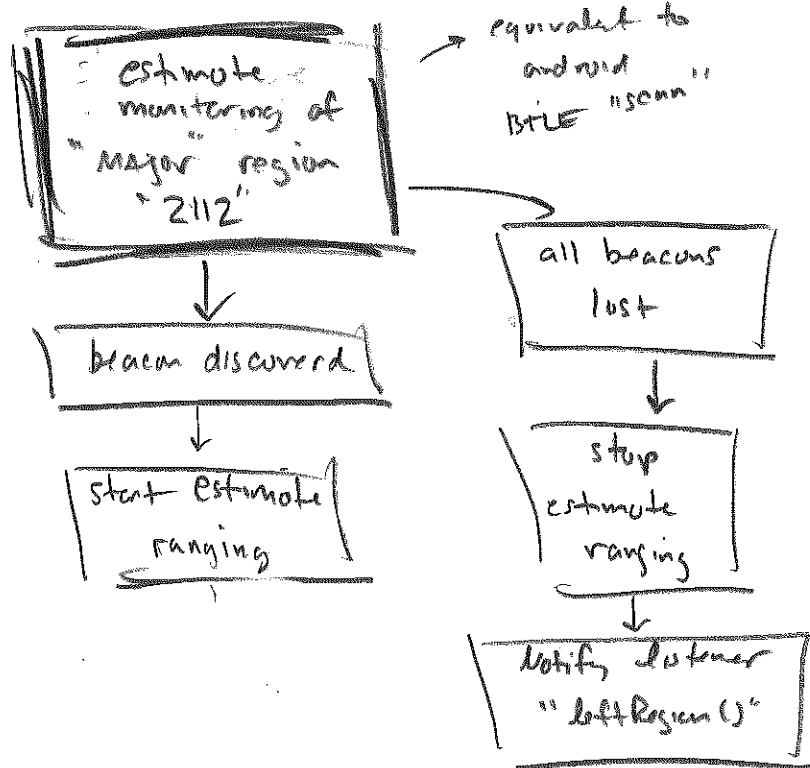 estimote
monitoring of
"Major" region
"2112"
equivalent to
android
BTLE "scan"
beacon discoverd
start estimote
ranging
all beacons
lost
stop
estimote
ranging
Notify listener
"leftRegion()"